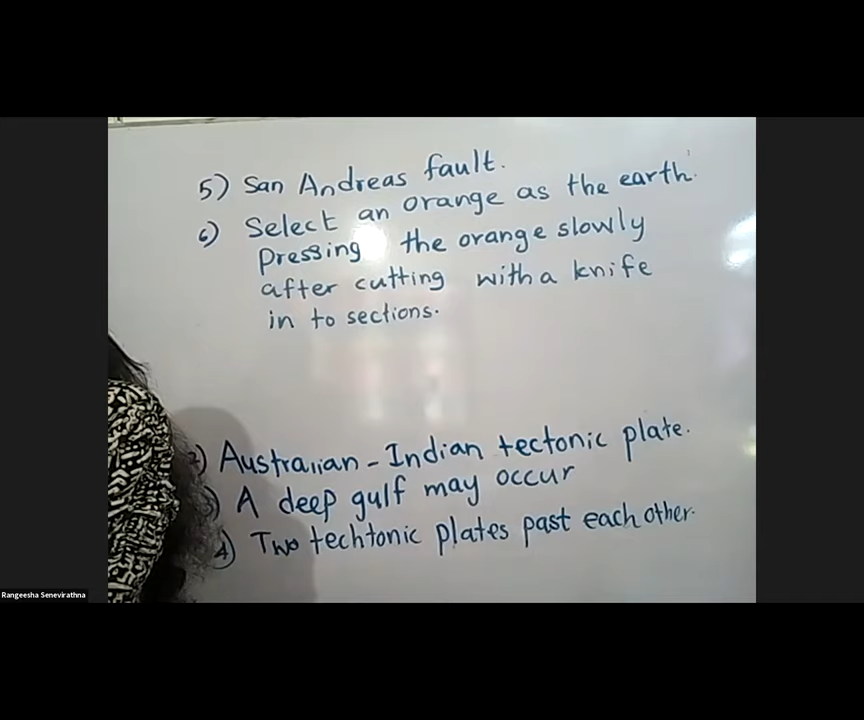 5) San Andreas fault.
6) Select an orange as the earth.
Pressing the orange slowly
after cutting with a knife
in to sections.
2) Australian - Indian tectonic plate.
) A deep gulf may occur
4) Two techtonic plates past each other.
Rangeesha Senevirathna